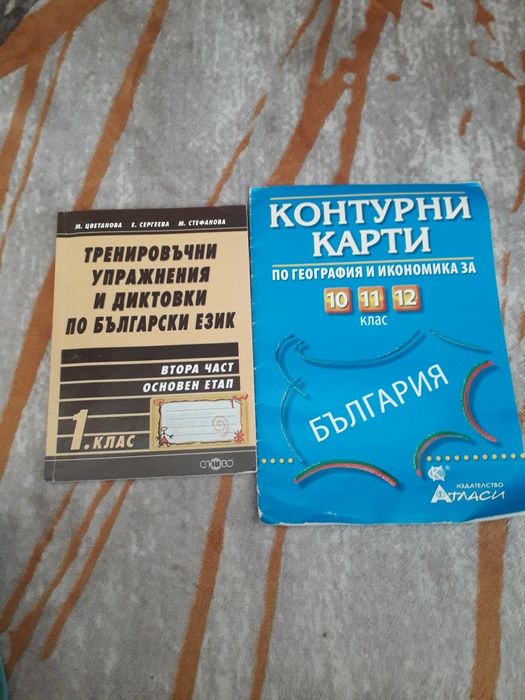 М. ЦВЕТАНОВА Е. СЕРГЕЕВА М. СТЕФАНОВА
ТРЕНИРОВЪЧНИ
УПРАЖНЕНИЯ
И ДИКТОВКИ
ПО БЪЛГАРСКИ ЕЗИК
ВТОРА ЧАСТ
ОСНОВЕН ЕТАП
1. КЛАС
СЛОВО
КОНТУРНИ
КАРТИ
ПО ГЕОГРАФИЯ И ИКОНОМИКА ЗА
10 11 12
клас
БЪЛГАРИЯ
ИЗДАТЕЛСТВО
АТЛАСИ